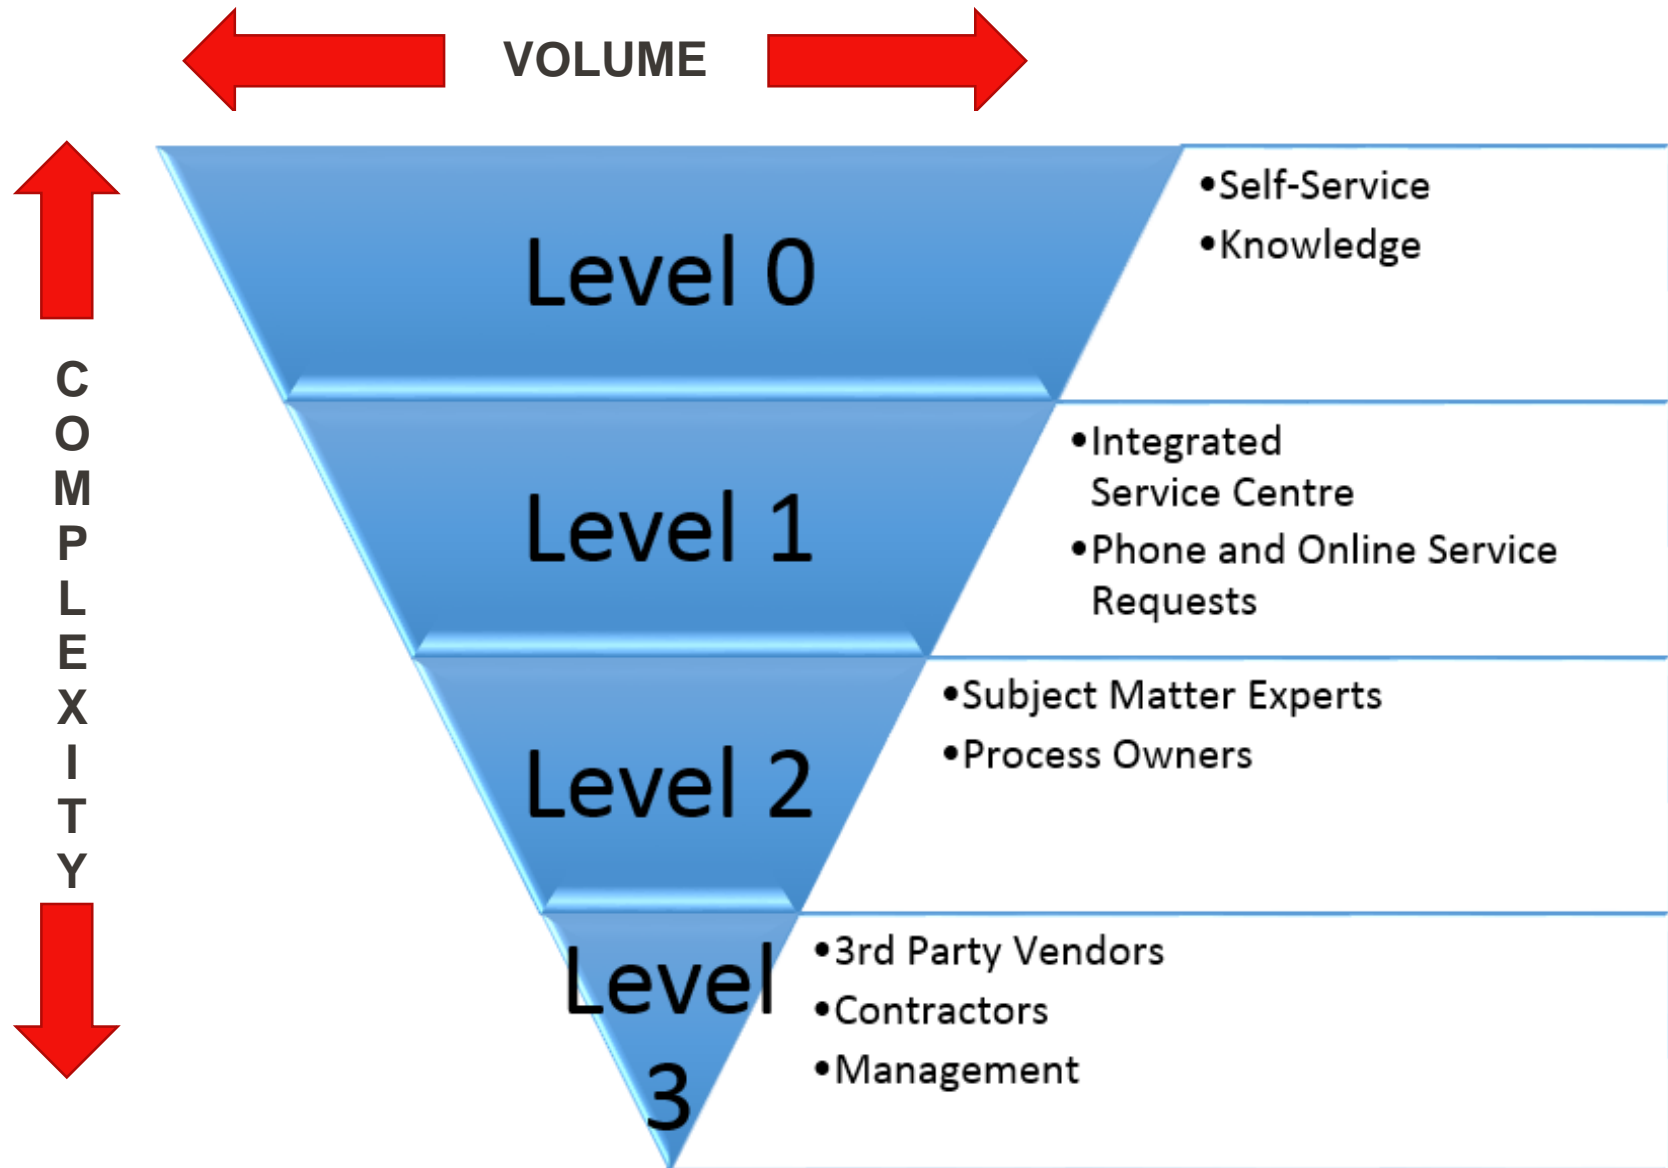 VOLUME
COMPLEXITY
Level 0
•Self-Service
•Knowledge
Level 1
•Integrated
Service Centre
•Phone and Online Service
Requests
Level 2
•Subject Matter Experts
•Process Owners
Level
3
•3rd Party Vendors
•Contractors
•Management